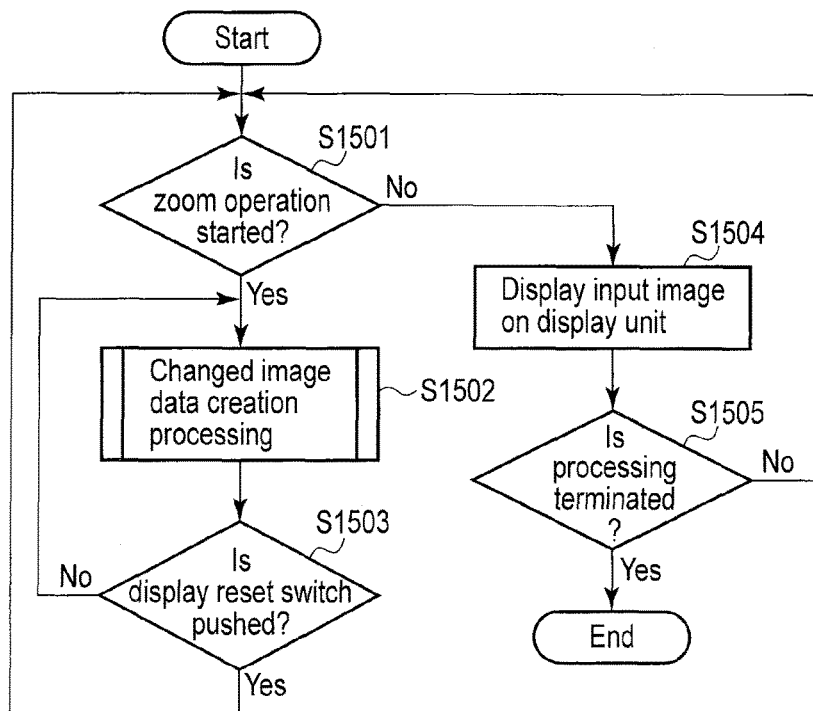 Start
S1501
Is
zoom operation
started?
No
Yes
S1504
Display input image
on display unit
Changed image
data creation
processing
S1502
S1505
Is
processing
terminated
?
No
Yes
End
S1503
Is
display reset switch
pushed?
No
Yes